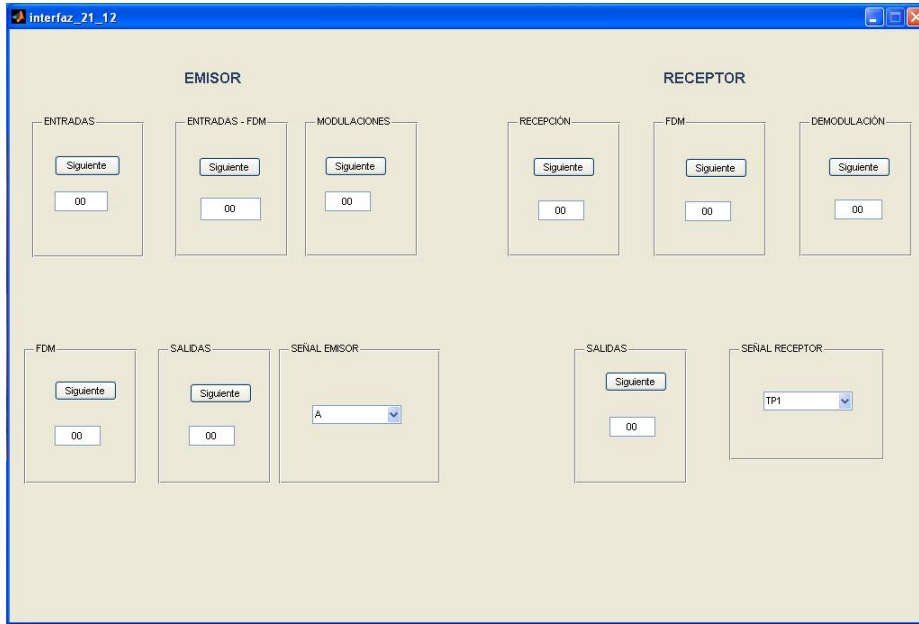 interfaz_21_12
EMISOR
RECEPTOR
ENTRADAS
ENTRADAS - FDM
MODULACIONES
RECEPCIÓN
FDM
DEMODULACIÓN
Siguiente
Siguiente
Siguiente
Siguiente
Siguiente
Siguiente
00
00
00
00
00
00
FDM
SALIDAS
SEÑAL EMISOR
SALIDAS
SEÑAL RECEPTOR
Siguiente
Siguiente
A
Siguiente
TP1
00
00
00